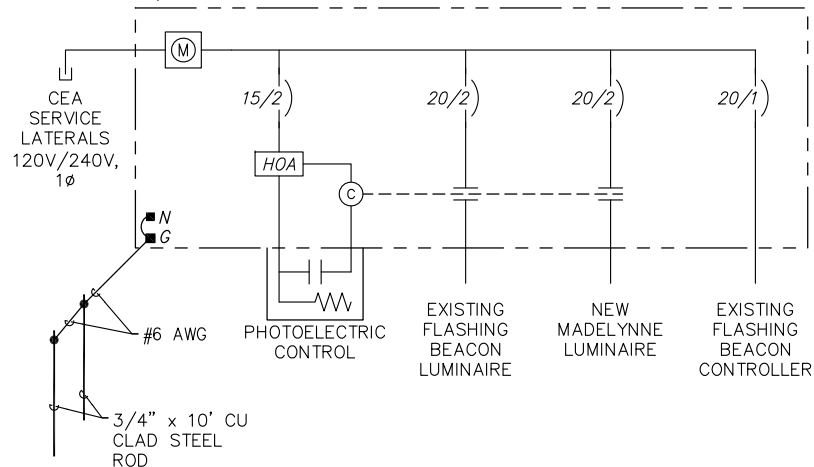 M
CEA
SERVICE
LATERALS
120V/240V,
1ø
15/2
20/2
20/2
20/1
HOA
C
N
G
#6 AWG
3/4" x 10' CU
CLAD STEEL
ROD
PHOTOELECTRIC
CONTROL
EXISTING
FLASHING
BEACON
LUMINAIRE
NEW
MADELYNNE
LUMINAIRE
EXISTING
FLASHING
BEACON
CONTROLLER